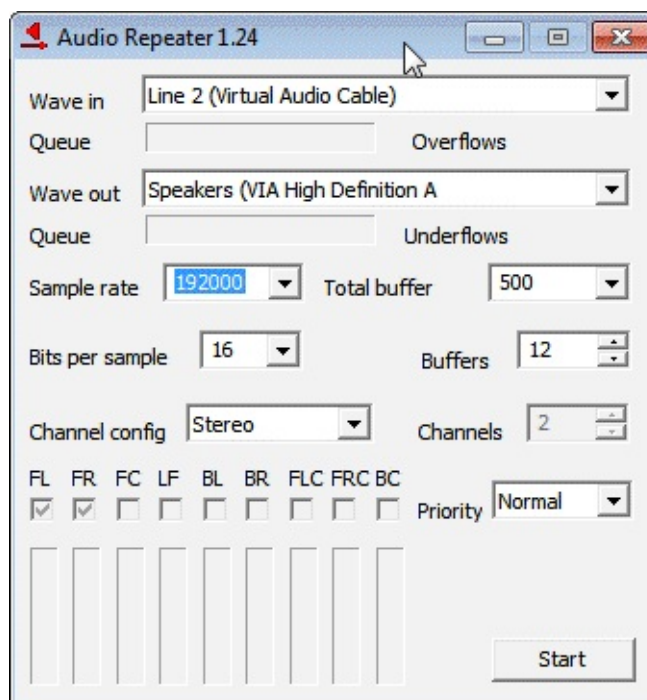 Audio Repeater 1.24
Wave in Line 2 (Virtual Audio Cable)
Queue Overflows
Wave out Speakers (VIA High Definition A
Queue Underflows
Sample rate 192000 Total buffer 500
Bits per sample 16 Buffers 12
Channel config Stereo Channels 2
FL FR FC LF BL BR FLC FRC BC
Priority Normal
Start